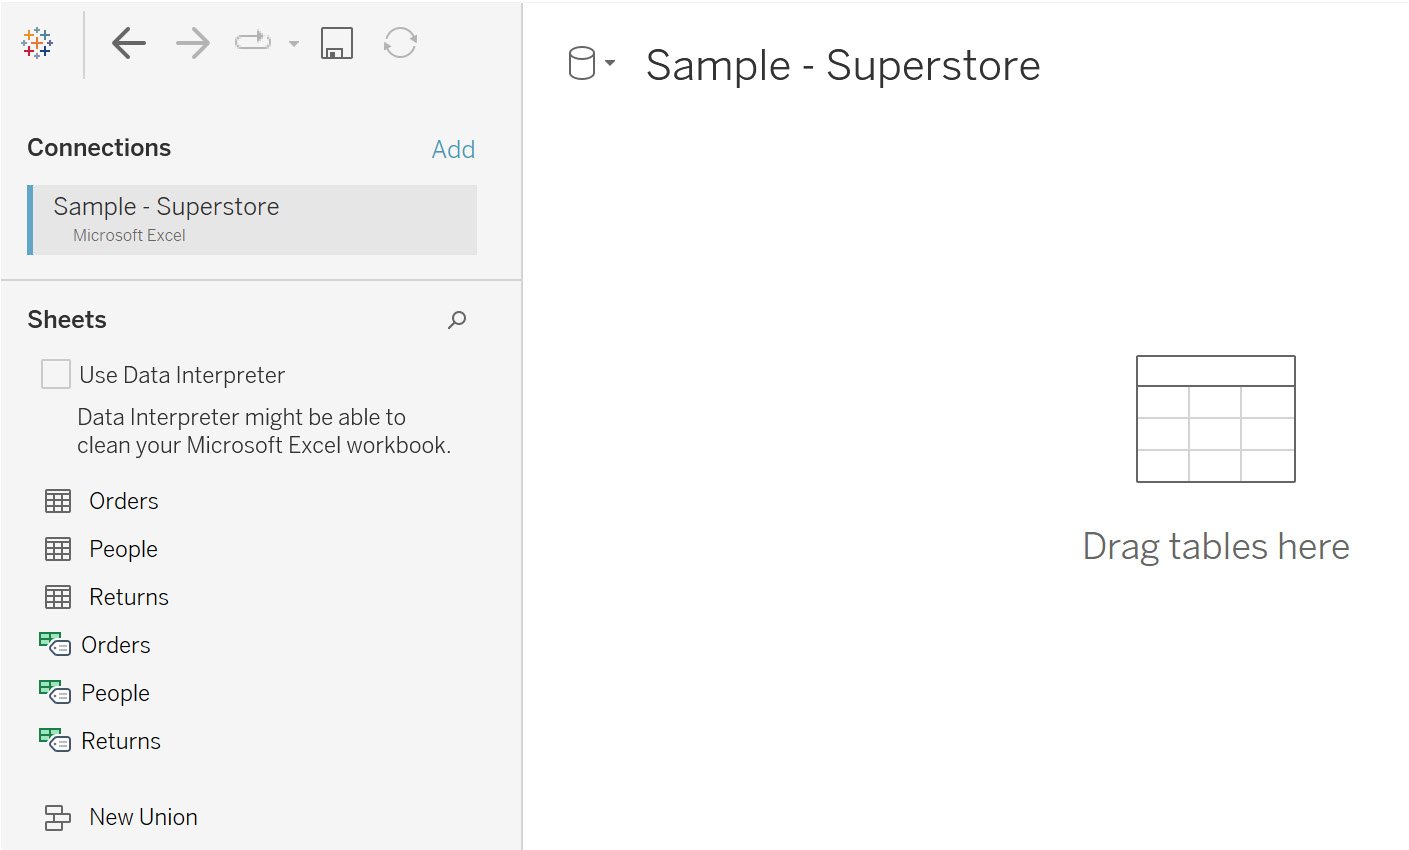 Sample - Superstore
Connections
Add
Sample - Superstore
Microsoft Excel
Sheets
Use Data Interpreter
Data Interpreter might be able to
clean your Microsoft Excel workbook.
Orders
People
Returns
Orders
People
Returns
New Union
Drag tables here